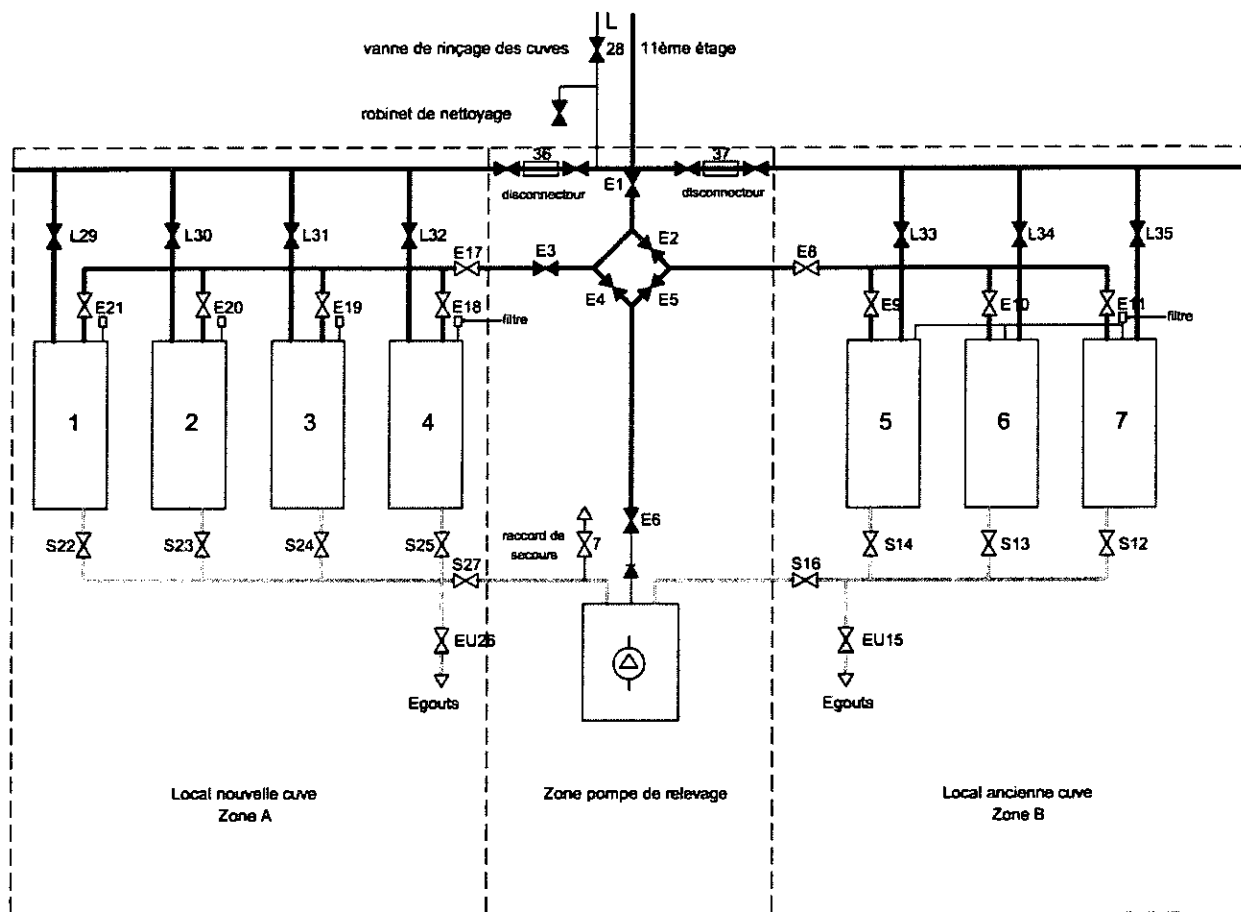 L
vanne de rinçage des cuves
28
11ème étage
robinet de nettoyage
36
37
E1
disconnectour
disconnectour
L29
L30
L31
L32
E17
E3
E2
E8
L33
L34
L35
E4
E5
E21
E20
E19
E18
filtre
E9
E10
E11
filtre
1
2
3
4
5
6
7
E6
S22
S23
S24
S25
raccord de
secours
7
S14
S13
S12
S27
S16
EU26
EU15
Egouts
Egouts
Local nouvelle cuve
Zone A
Zone pompe de relevage
Local ancienne cuve
Zone B